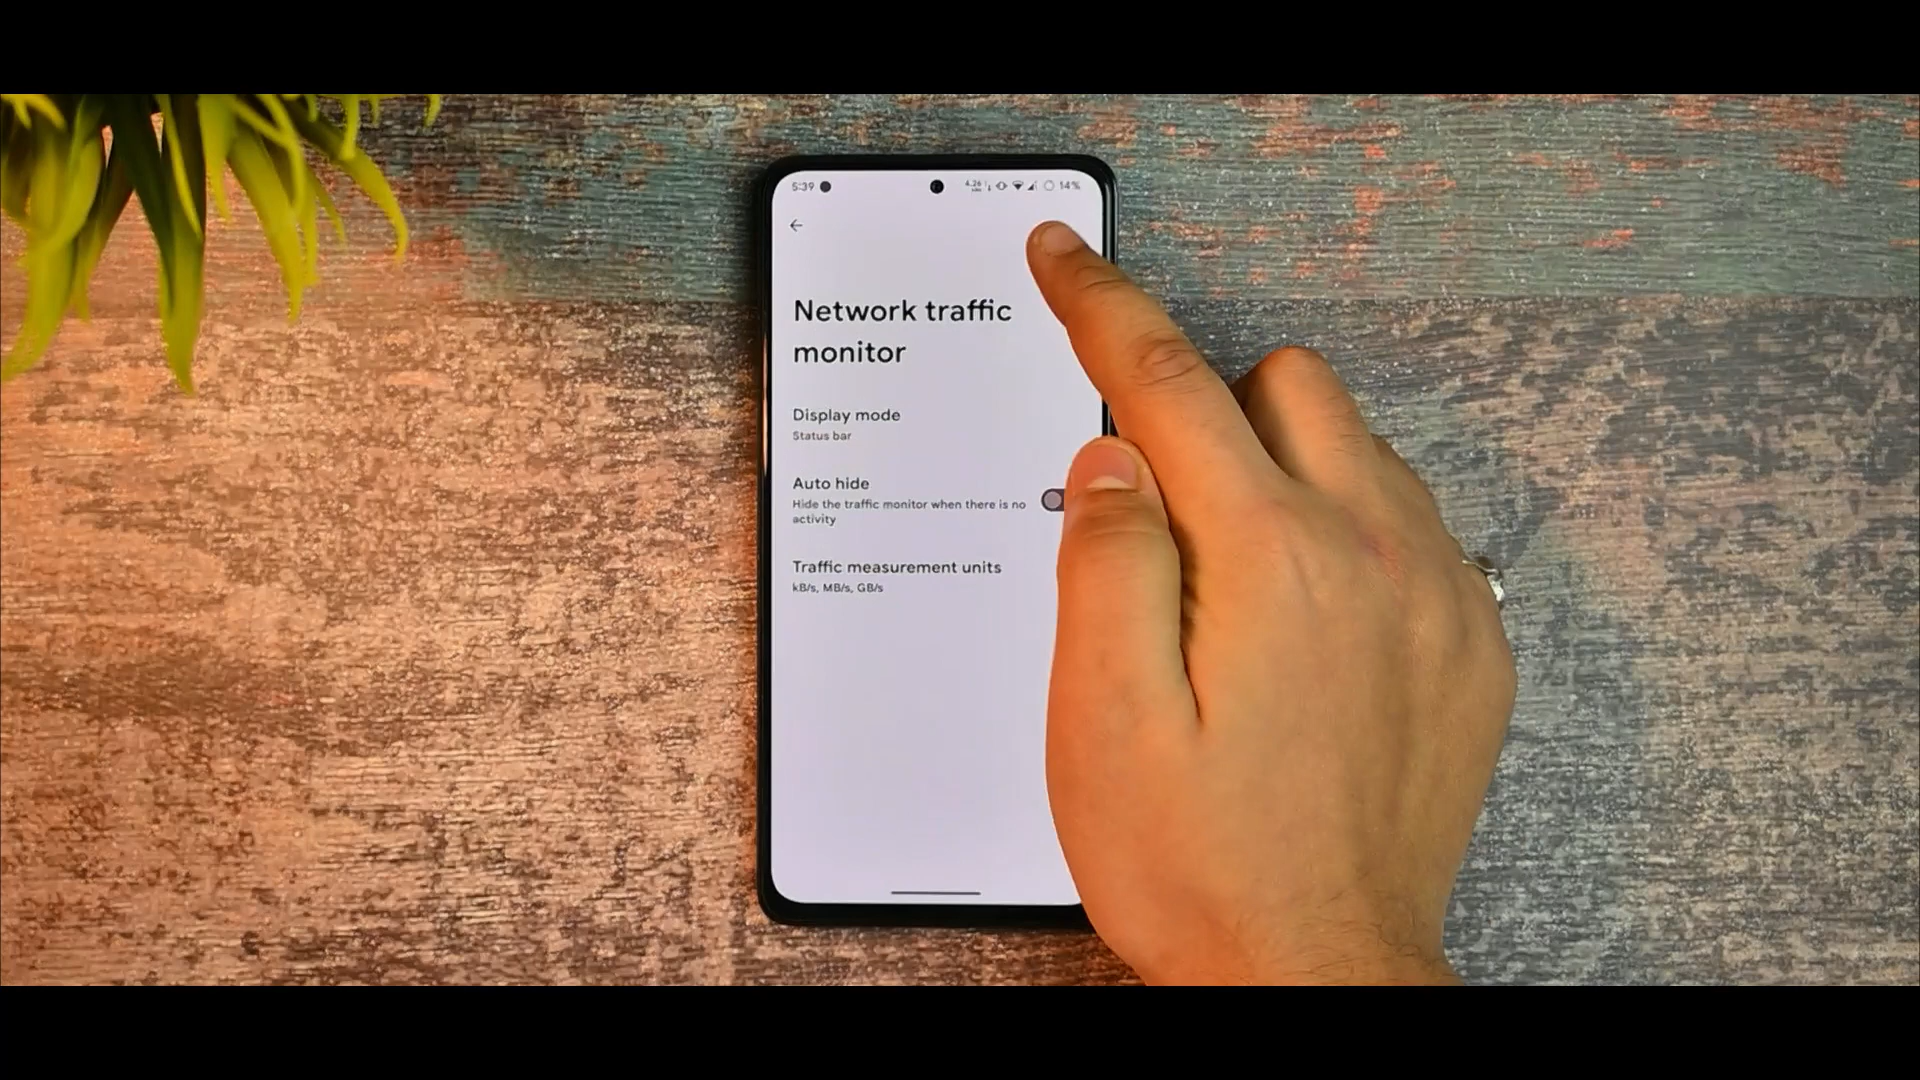 5:39 14%
Network traffic
monitor
Display mode
Status bar
Auto hide
Hide the traffic monitor when there is no
activity
Traffic measurement units
kB/s, MB/s, GB/s